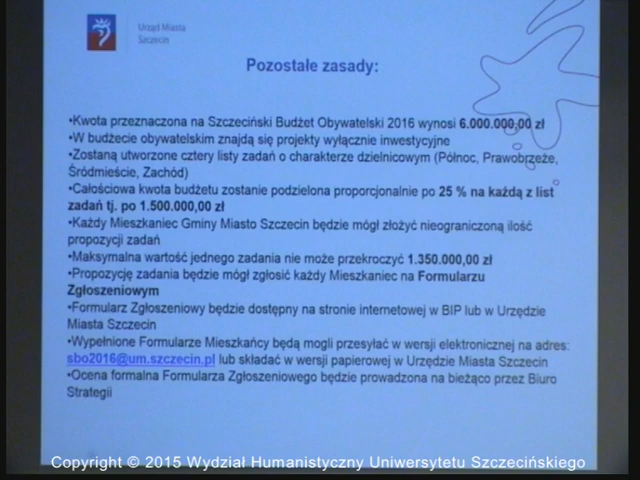 Urząd Miasta
Szczecin
Pozostałe zasady:
•Kwota przeznaczona na Szczeciński Budżet Obywatelski 2016 wynosi 6.000.000,00 zł
•W budżecie obywatelskim znajdą się projekty wyłącznie inwestycyjne
•Zostaną utworzone cztery listy zadań o charakterze dzielnicowym (Północ, Prawobrzeże,
Śródmieście, Zachód)
•Całościowa kwota budżetu zostanie podzielona proporcjonalnie po 25 % na każdą z list
zadań tj. po 1.500.000,00 zł
•Każdy Mieszkaniec Gminy Miasto Szczecin będzie mógł złożyć nieograniczoną ilość
propozycji zadań
•Maksymalna wartość jednego zadania nie może przekroczyć 1.350.000,00 zł
•Propozycję zadania będzie mógł zgłosić każdy Mieszkaniec na Formularzu
Zgłoszeniowym
•Formularz Zgłoszeniowy będzie dostępny na stronie internetowej w BIP lub w Urzędzie
Miasta Szczecin
•Wypełnione Formularze Mieszkańcy będą mogli przesyłać w wersji elektronicznej na adres:
sbo2016@um.szczecin.pl lub składać w wersji papierowej w Urzędzie Miasta Szczecin
•Ocena formalna Formularza Zgłoszeniowego będzie prowadzona na bieżąco przez Biuro
Strategii
Copyright © 2015 Wydział Humanistyczny Uniwersytetu Szczecińskiego